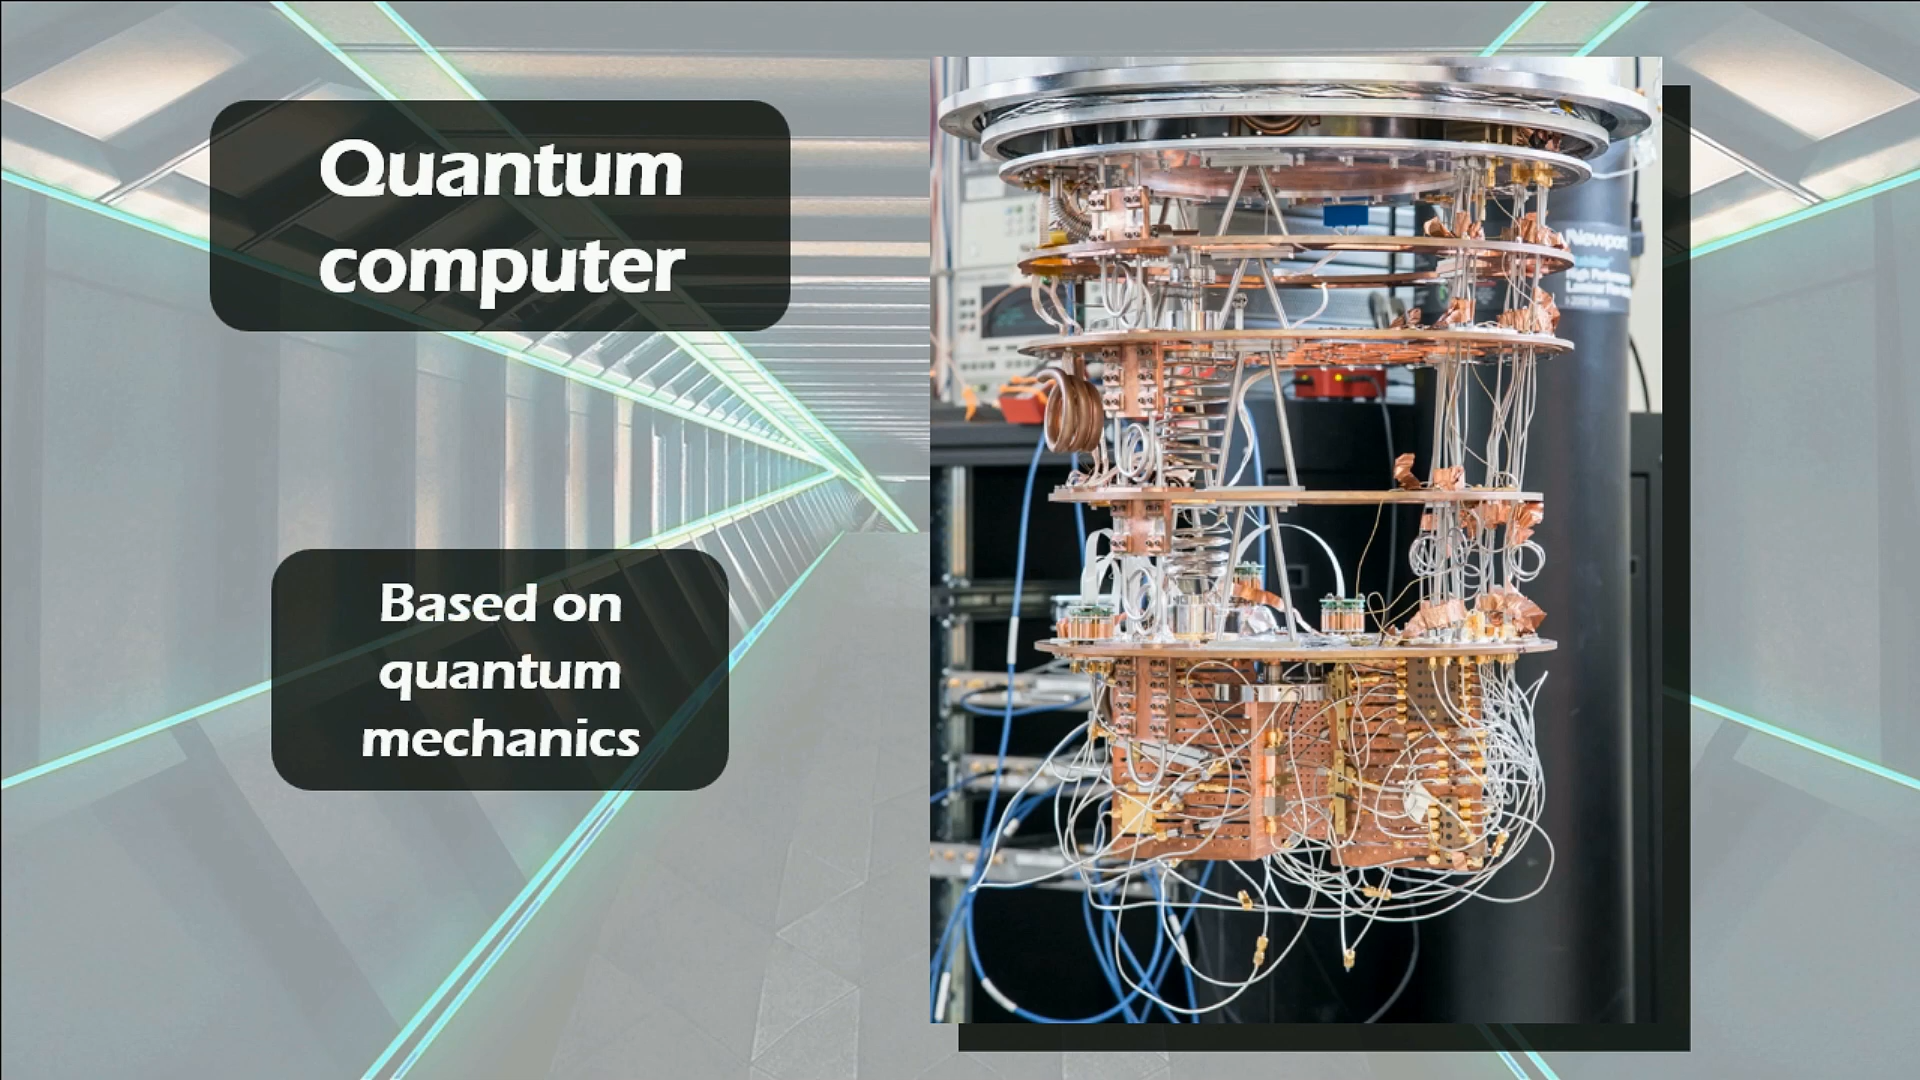 Quantum
computer
Based on
quantum
mechanics
Newport